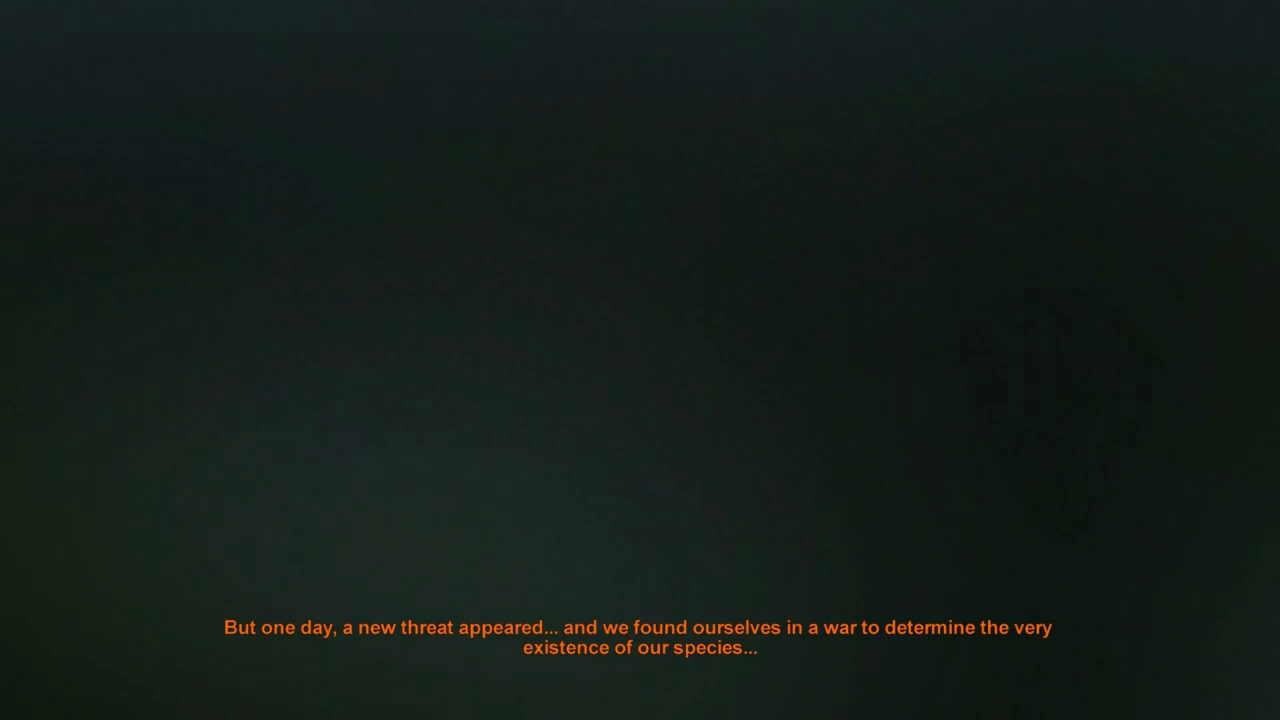 But one day, a new threat appeared... and we found ourselves in a war to determine the very
existence of our species...